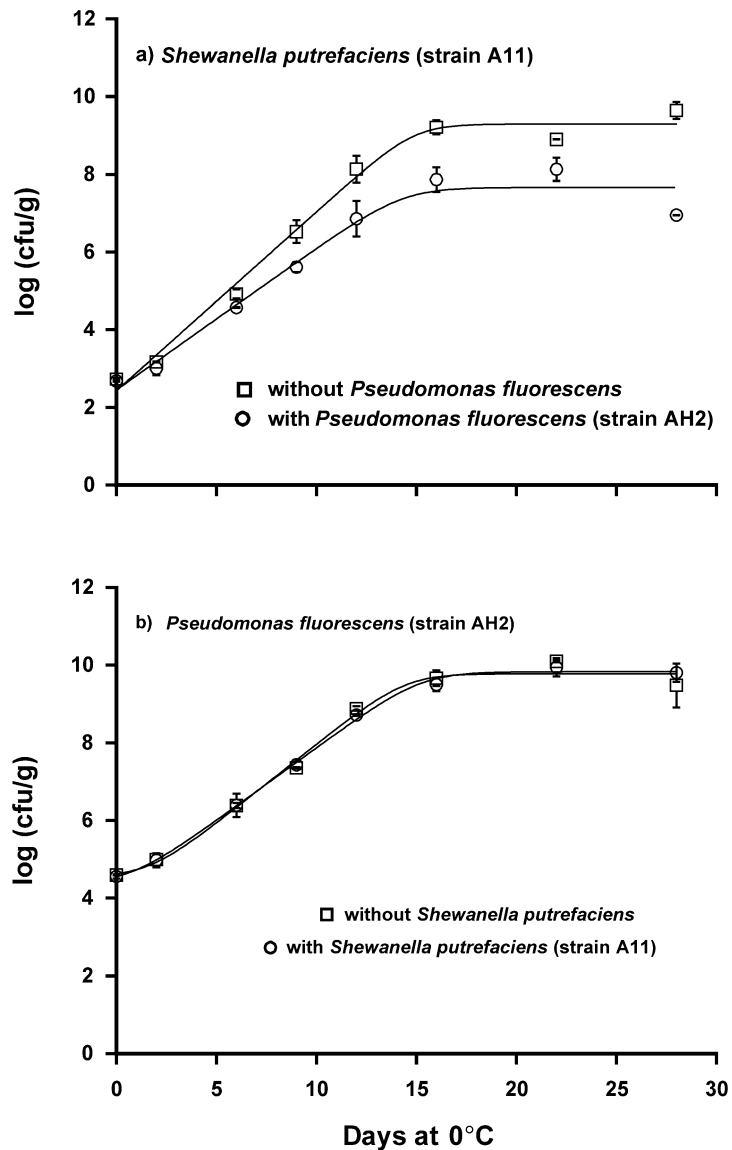 12
a) Shewanella putrefaciens (strain A11)
10
8
6
4
2
0
log (cfu/g)
without Pseudomonas fluorescens
with Pseudomonas fluorescens (strain AH2)
12
b) Pseudomonas fluorescens (strain AH2)
10
8
6
4
2
0
log (cfu/g)
without Shewanella putrefaciens
with Shewanella putrefaciens (strain A11)
0 5 10 15 20 25 30
Days at 0°C